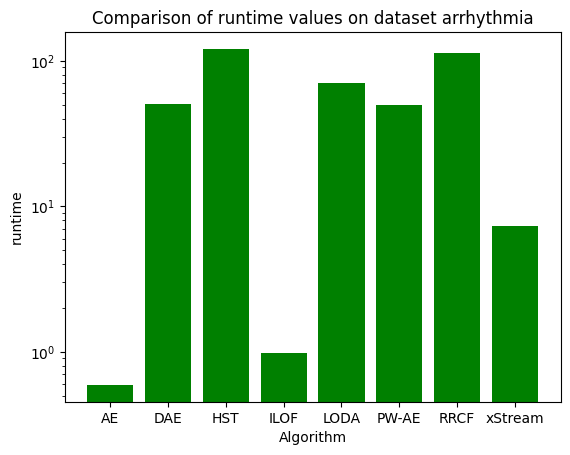 Comparison of runtime values on dataset arrhythmia
10²
10¹
10⁰
runtime
AE DAE HST ILOF LODA PW-AE RRCF xStream
Algorithm